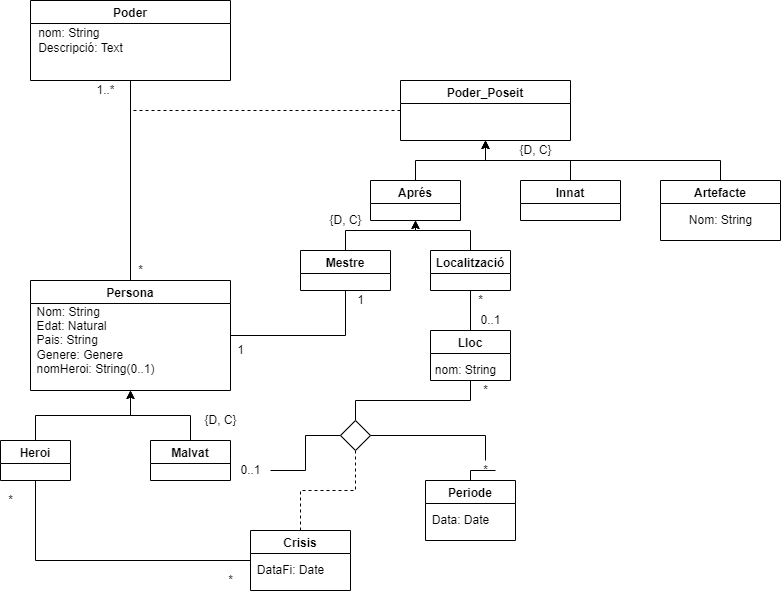 Poder
nom: String
Descripció: Text
1..*
Poder_Poseit
{D, C}
Aprés
Innat
Artefacte
Nom: String
{D, C}
Mestre
Localització
*
Persona
1
*
Nom: String
Edat: Natural
Pais: String
Genere: Genere
nomHeroi: String(0..1)
0..1
1
Lloc
nom: String
*
{D, C}
Heroi
Malvat
0..1
*
Periode
*
Data: Date
Crisis
DataFi: Date
*